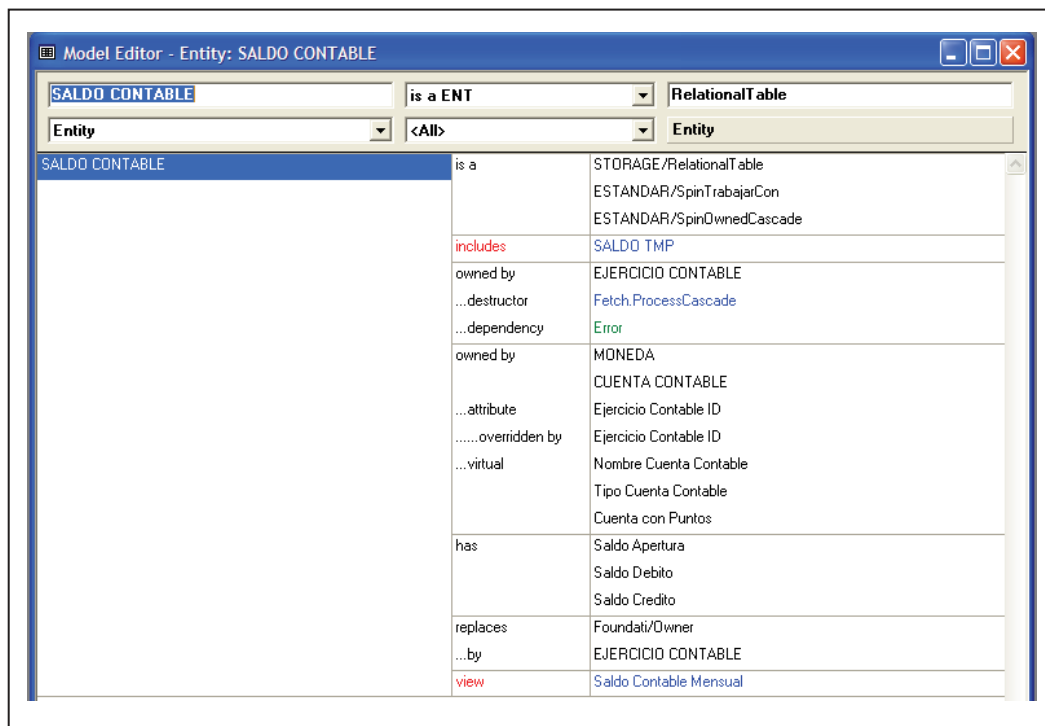 Model Editor - Entity: SALDO CONTABLE
SALDO CONTABLE is a ENT RelationalTable
Entity <All> Entity
SALDO CONTABLE is a STORAGE/RelationalTable
ESTANDAR/SpinTrabajarCon
ESTANDAR/SpinOwnedCascade
includes SALDO TMP
owned by EJERCICIO CONTABLE
...destructor Fetch.ProcessCascade
...dependency Error
owned by MONEDA
CUENTA CONTABLE
...attribute Ejercicio Contable ID
......overridden by Ejercicio Contable ID
...virtual Nombre Cuenta Contable
Tipo Cuenta Contable
Cuenta con Puntos
has Saldo Apertura
Saldo Debito
Saldo Credito
replaces Foundati/Owner
...by EJERCICIO CONTABLE
view Saldo Contable Mensual